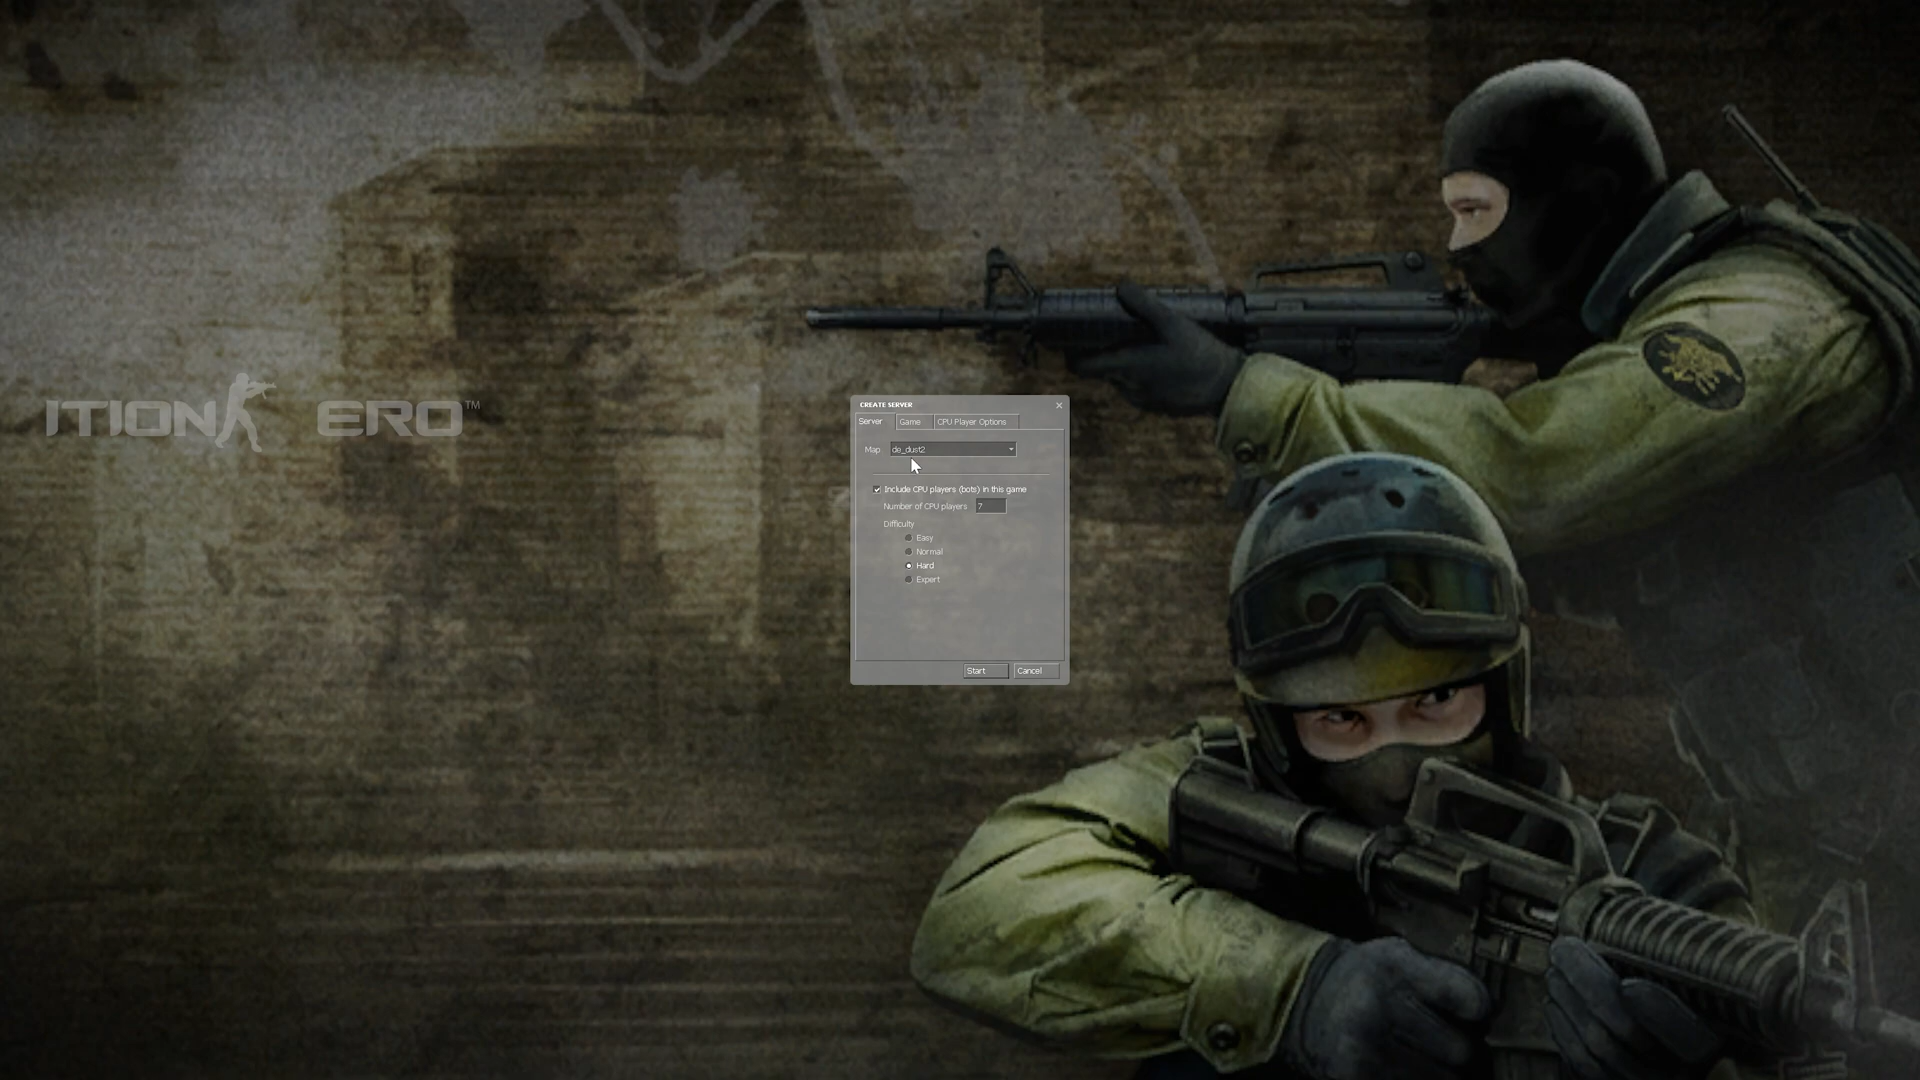 ITION ERO™
CREATE SERVER
Server Game CPU Player Options
Map de_dust2
Include CPU players (bots) in this game
Number of CPU players 7
Difficulty
Easy
Normal
Hard
Expert
Start Cancel